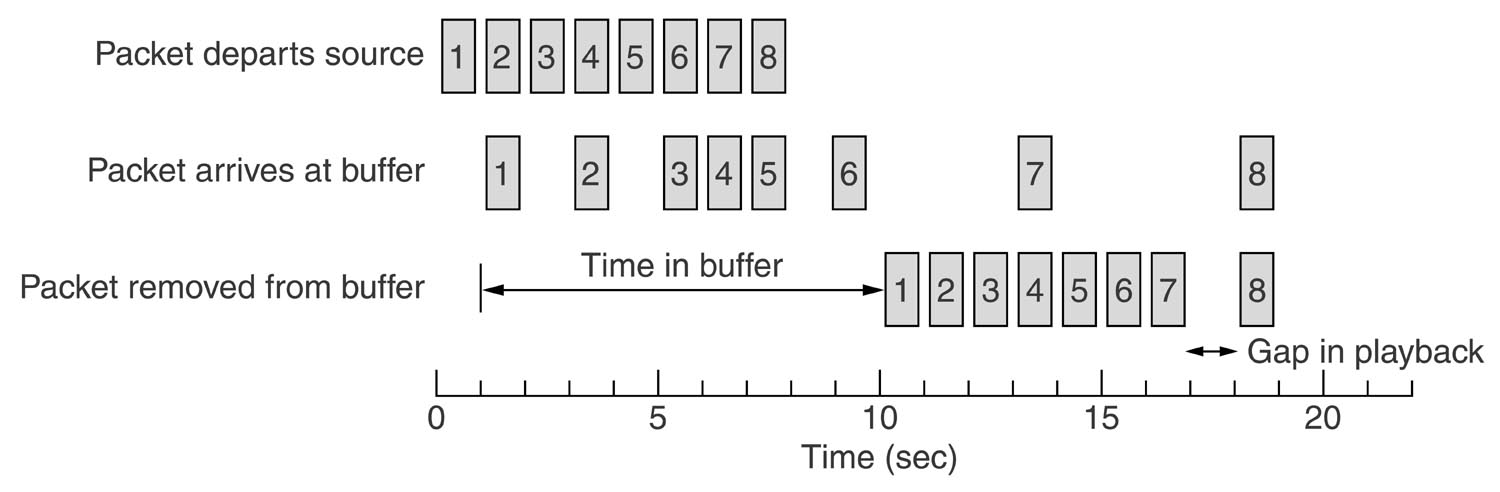 Packet departs source 1 2 3 4 5 6 7 8
Packet arrives at buffer 1 2 3 4 5 6 7 8
Time in buffer
Packet removed from buffer 1 2 3 4 5 6 7 8
Gap in playback
0 5 10 15 20
Time (sec)